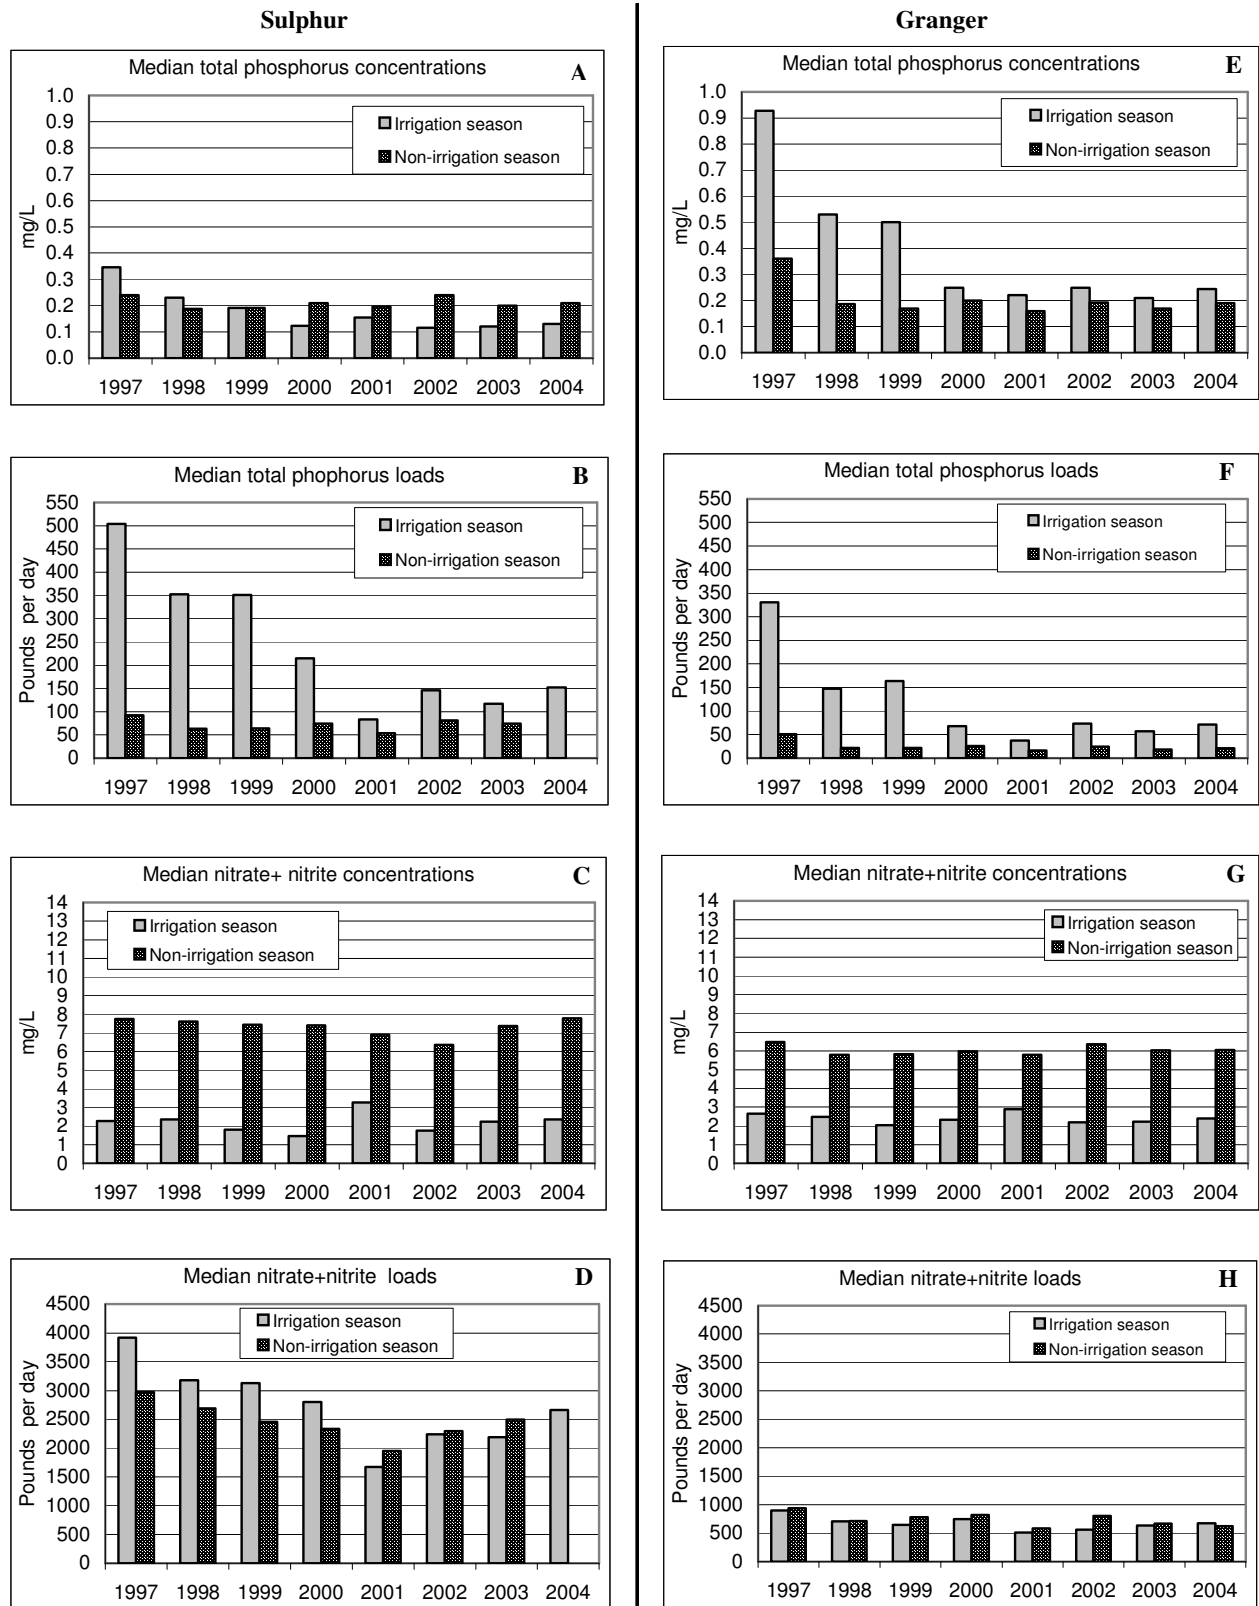 Sulphur
Median total phosphorus concentrations
A
1.0
0.9
0.8
0.7
0.6
0.5
0.4
0.3
0.2
0.1
0.0
mg/L
Irrigation season
Non-irrigation season
1997 1998 1999 2000 2001 2002 2003 2004
Median total phophorus loads
B
550
500
450
400
350
300
250
200
150
100
50
0
Pounds per day
Irrigation season
Non-irrigation season
1997 1998 1999 2000 2001 2002 2003 2004
Median nitrate+ nitrite concentrations
C
14
13
12
11
10
9
8
7
6
5
4
3
2
1
0
mg/L
Irrigation season
Non-irrigation season
1997 1998 1999 2000 2001 2002 2003 2004
Median nitrate+nitrite loads
D
4500
4000
3500
3000
2500
2000
1500
1000
500
0
Pounds per day
Irrigation season
Non-irrigation season
1997 1998 1999 2000 2001 2002 2003 2004
Granger
Median total phosphorus concentrations
E
1.0
0.9
0.8
0.7
0.6
0.5
0.4
0.3
0.2
0.1
0.0
mg/L
Irrigation season
Non-irrigation season
1997 1998 1999 2000 2001 2002 2003 2004
Median total phosphorus loads
F
550
500
450
400
350
300
250
200
150
100
50
0
Pounds per day
Irrigation season
Non-irrigation season
1997 1998 1999 2000 2001 2002 2003 2004
Median nitrate+nitrite concentrations
G
14
13
12
11
10
9
8
7
6
5
4
3
2
1
0
mg/L
Irrigation season
Non-irrigation season
1997 1998 1999 2000 2001 2002 2003 2004
Median nitrate+nitrite loads
H
4500
4000
3500
3000
2500
2000
1500
1000
500
0
Pounds per day
Irrigation season
Non-irrigation season
1997 1998 1999 2000 2001 2002 2003 2004